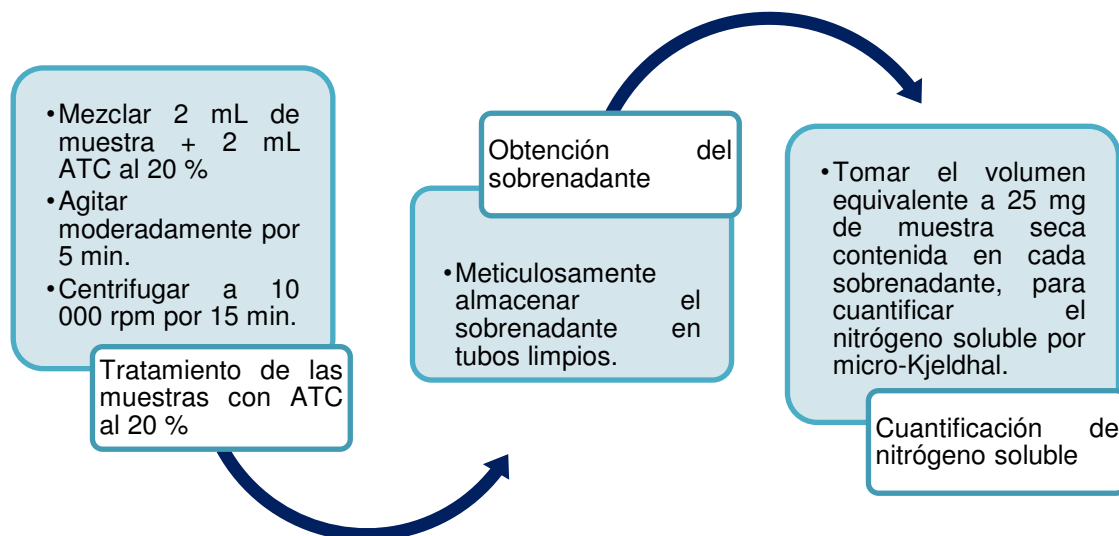 •Mezclar 2 mL de
muestra + 2 mL
ATC al 20 %
•Agitar
moderadamente por
5 min.
•Centrifugar a 10
000 rpm por 15 min.
Tratamiento de las
muestras con ATC
al 20 %
Obtención del
sobrenadante
•Meticulosamente
almacenar el
sobrenadante en
tubos limpios.
•Tomar el volumen
equivalente a 25 mg
de muestra seca
contenida en cada
sobrenadante, para
cuantificar el
nitrógeno soluble por
micro-Kjeldhal.
Cuantificación de
nitrógeno soluble